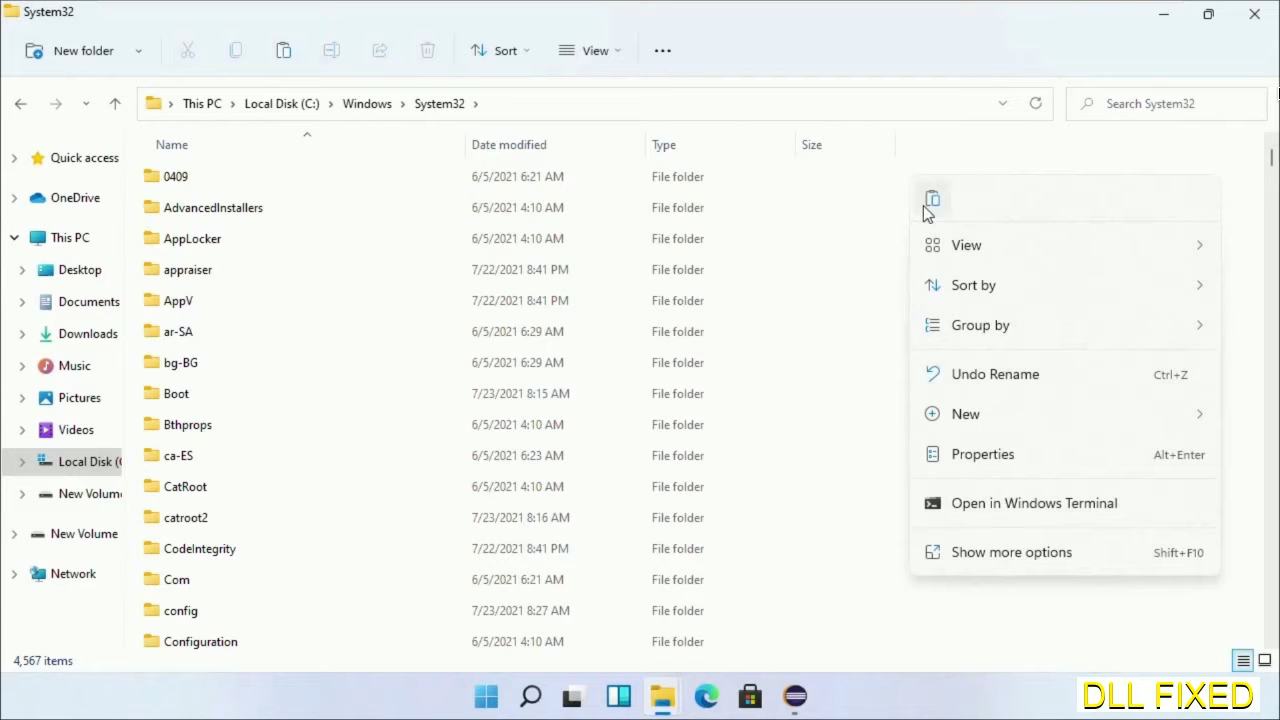 System32
New folder
Sort
View
This PC
Local Disk (C:)
Windows
System32
Search System32
Name
Date modified
Type
Size
Quick access
OneDrive
This PC
Desktop
Documents
Downloads
Music
Pictures
Videos
Local Disk (
New Volum
New Volume
Network
0409 6/5/2021 6:21 AM File folder
AdvancedInstallers 6/5/2021 4:10 AM File folder
AppLocker 6/5/2021 4:10 AM File folder
appraiser 7/22/2021 8:41 PM File folder
AppV 7/22/2021 8:41 PM File folder
ar-SA 6/5/2021 6:29 AM File folder
bg-BG 6/5/2021 6:29 AM File folder
Boot 7/23/2021 8:15 AM File folder
Bthprops 6/5/2021 4:10 AM File folder
ca-ES 6/5/2021 6:23 AM File folder
CatRoot 6/5/2021 4:10 AM File folder
catroot2 7/23/2021 8:16 AM File folder
CodeIntegrity 7/22/2021 8:41 PM File folder
Com 6/5/2021 6:21 AM File folder
config 7/23/2021 8:27 AM File folder
Configuration 6/5/2021 4:10 AM File folder
View
Sort by
Group by
Undo Rename Ctrl+Z
New
Properties Alt+Enter
Open in Windows Terminal
Show more options Shift+F10
4,567 items
DLL FIXED